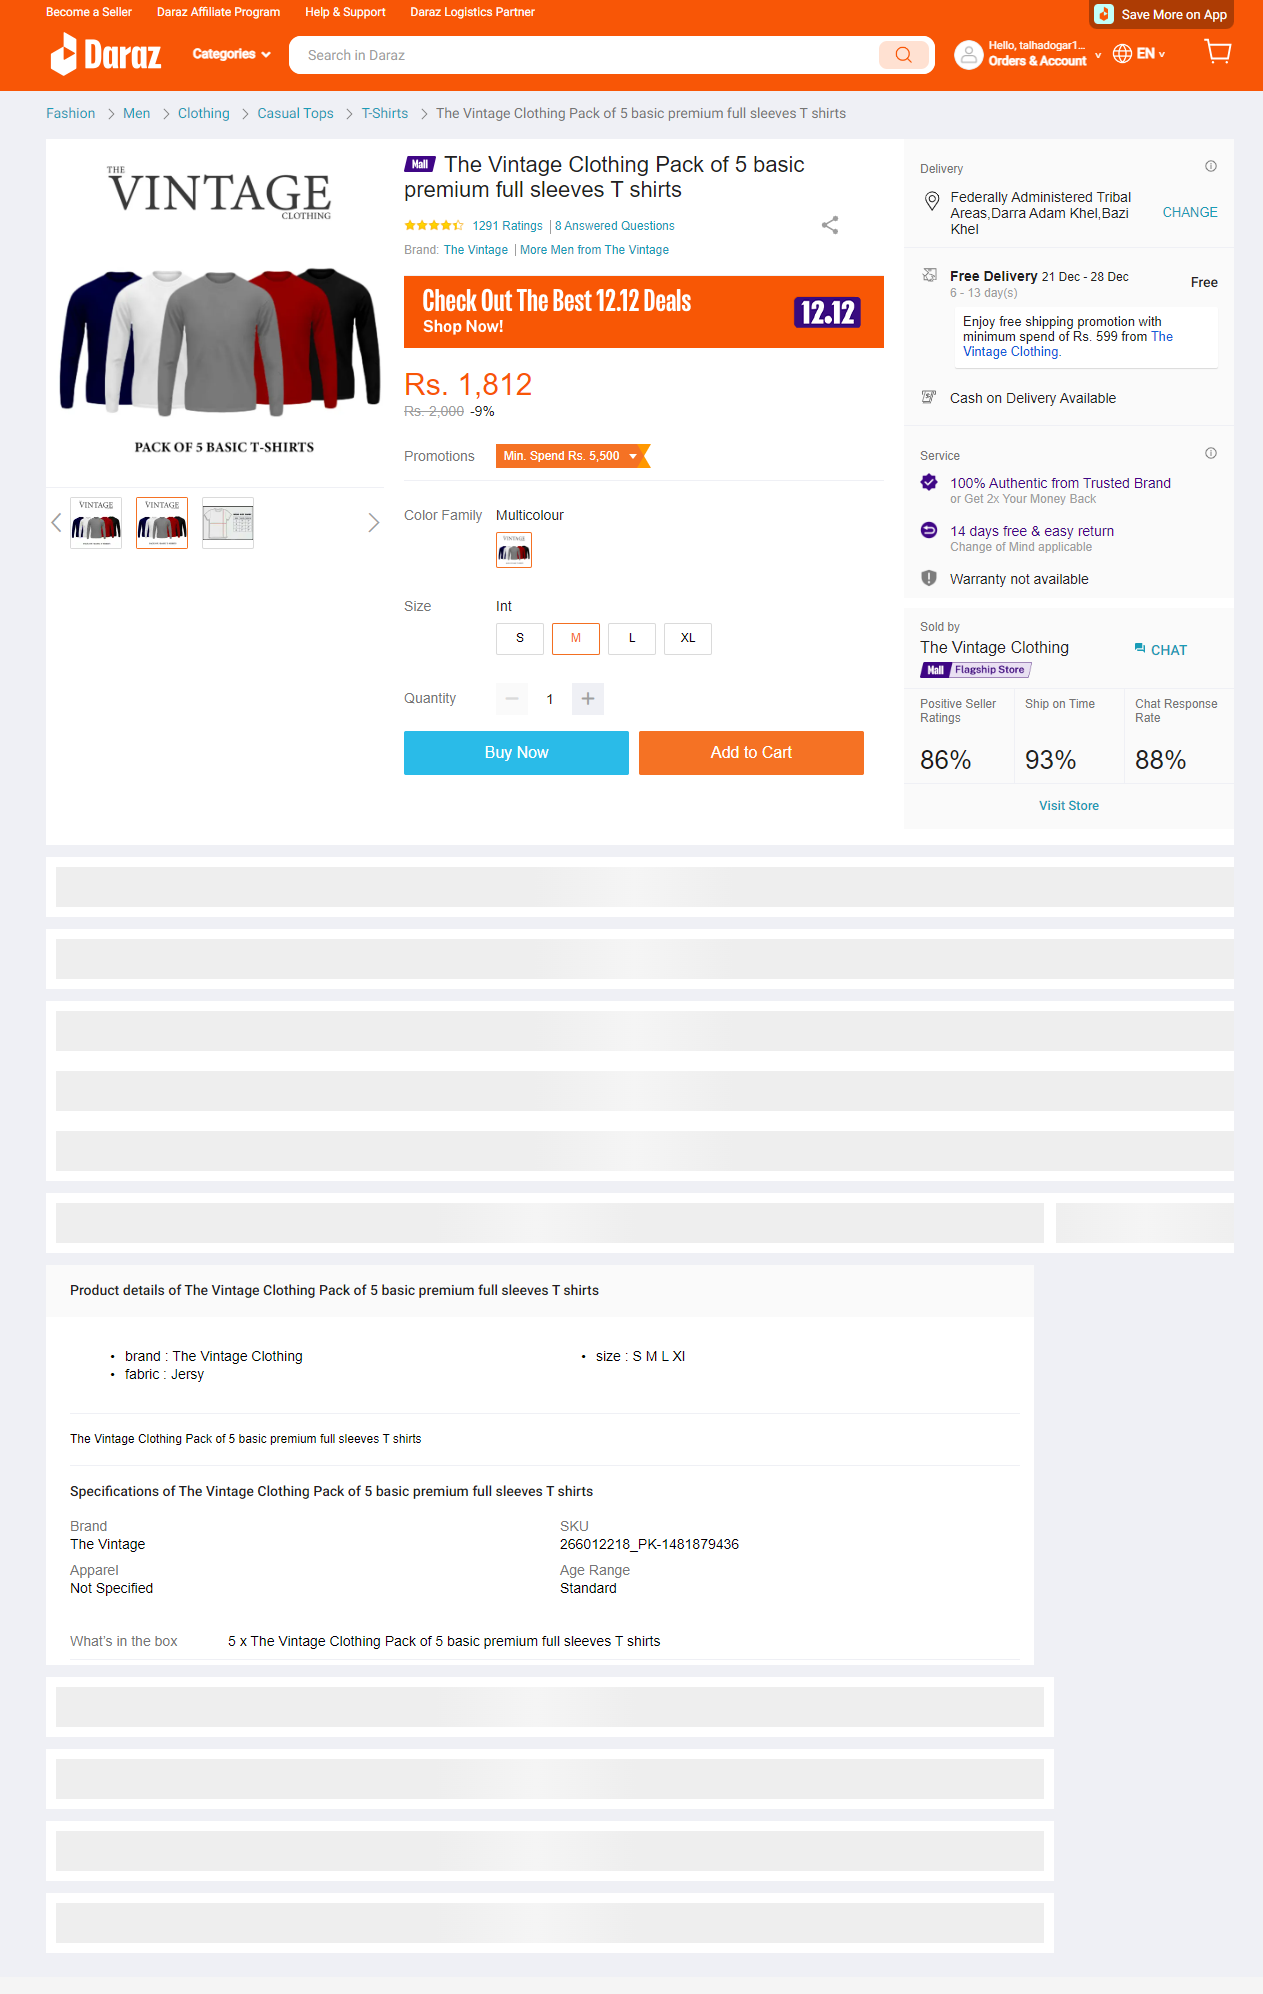 Become a Seller Daraz Affiliate Program Help & Support Daraz Logistics Partner
Save More on App
Daraz
Categories
Search in Daraz
Hello, talhadogar1...
Orders & Account
EN
Fashion Men Clothing Casual Tops T-Shirts The Vintage Clothing Pack of 5 basic premium full sleeves T shirts
THE
VINTAGE
CLOTHING
PACK OF 5 BASIC T-SHIRTS
VINTAGE
VINTAGE
Mall The Vintage Clothing Pack of 5 basic
premium full sleeves T shirts
1291 Ratings 8 Answered Questions
Brand: The Vintage More Men from The Vintage
Check Out The Best 12.12 Deals
Shop Now!
12.12
Rs. 1,812
Rs. 2,000 -9%
Promotions Min. Spend Rs. 5,500
Color Family Multicolour
VINTAGE
Size Int
S M L XL
Quantity 1
Buy Now Add to Cart
Delivery
Federally Administered Tribal
Areas,Darra Adam Khel,Bazi
Khel
CHANGE
Free Delivery 21 Dec - 28 Dec
6 - 13 day(s)
Free
Enjoy free shipping promotion with
minimum spend of Rs. 599 from The
Vintage Clothing.
Cash on Delivery Available
Service
100% Authentic from Trusted Brand
or Get 2x Your Money Back
14 days free & easy return
Change of Mind applicable
Warranty not available
Sold by
The Vintage Clothing
CHAT
Mall Flagship Store
Positive Seller
Ratings
86%
Ship on Time
93%
Chat Response
Rate
88%
Visit Store
Product details of The Vintage Clothing Pack of 5 basic premium full sleeves T shirts
• brand : The Vintage Clothing
• fabric : Jersy
• size : S M L Xl
The Vintage Clothing Pack of 5 basic premium full sleeves T shirts
Specifications of The Vintage Clothing Pack of 5 basic premium full sleeves T shirts
Brand
The Vintage
SKU
266012218_PK-1481879436
Apparel
Not Specified
Age Range
Standard
What's in the box 5 x The Vintage Clothing Pack of 5 basic premium full sleeves T shirts